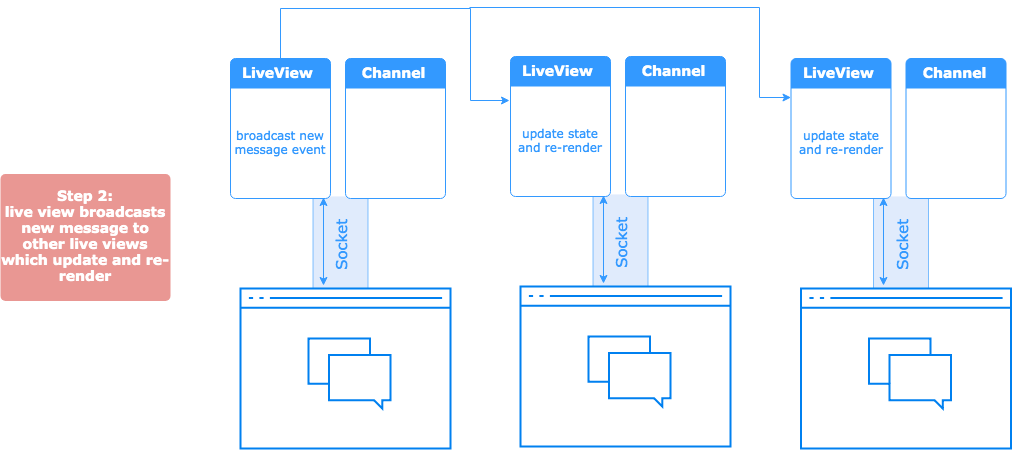 LiveView
Channel
broadcast new
message event
LiveView
Channel
update state
and re-render
LiveView
Channel
update state
and re-render
Step 2:
live view broadcasts
new message to
other live views
which update and re-
render
Socket
Socket
Socket